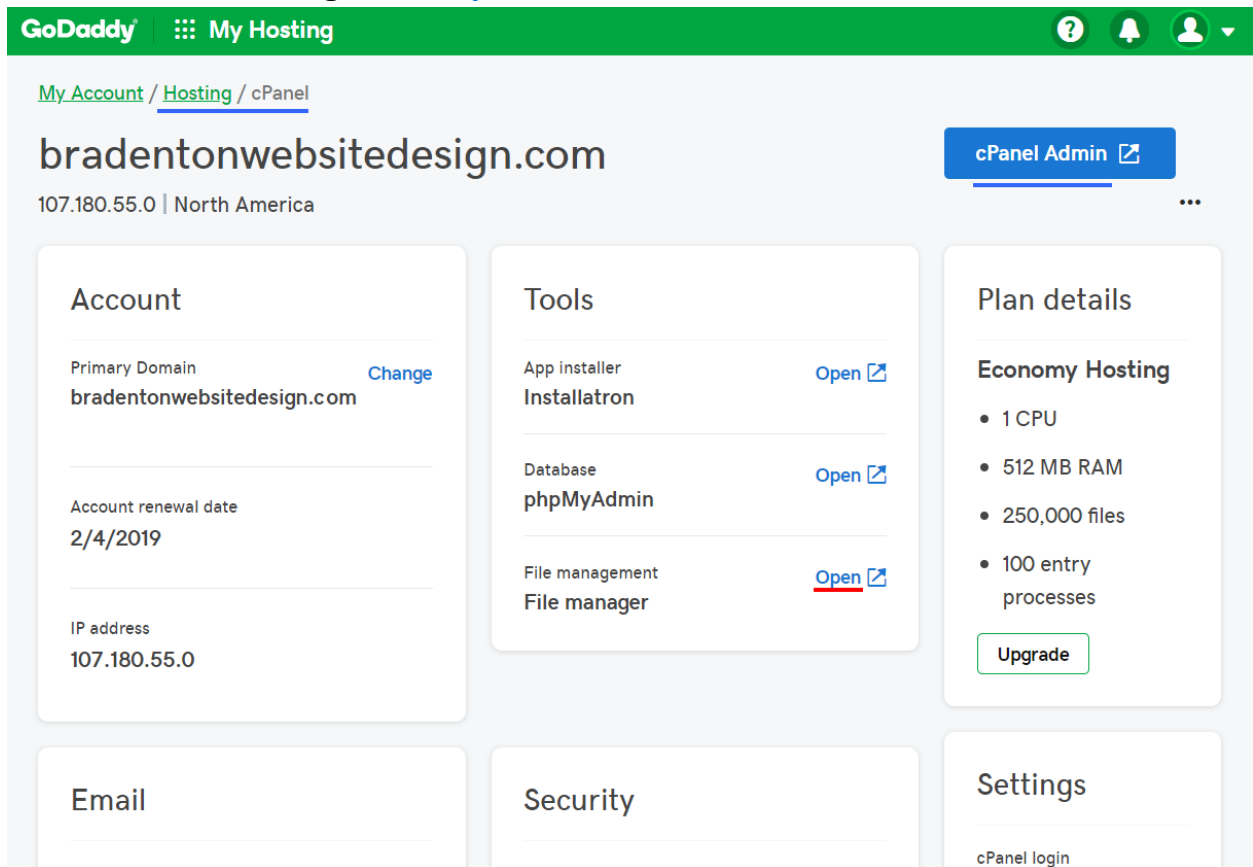 GoDaddy My Hosting
My Account / Hosting / cPanel
bradentonwebsitedesign.com
cPanel Admin
107.180.55.0 | North America
Account
Primary Domain
Change
bradentonwebsitedesign.com
Account renewal date
2/4/2019
IP address
107.180.55.0
Tools
App installer
Open
Installatron
Database
Open
phpMyAdmin
File management
Open
File manager
Plan details
Economy Hosting
• 1 CPU
• 512 MB RAM
• 250,000 files
• 100 entry
processes
Upgrade
Email
Security
Settings
cPanel login